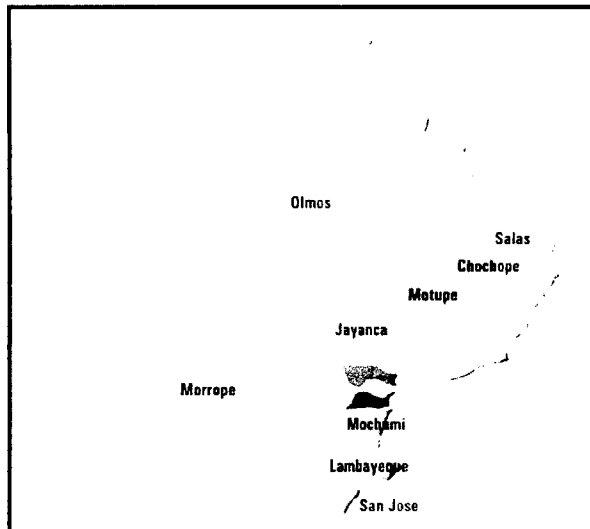 Olmos
Salas
Chochope
Motupe
Jayanca
Morrope
Mochumi
Lambayeque
San Jose